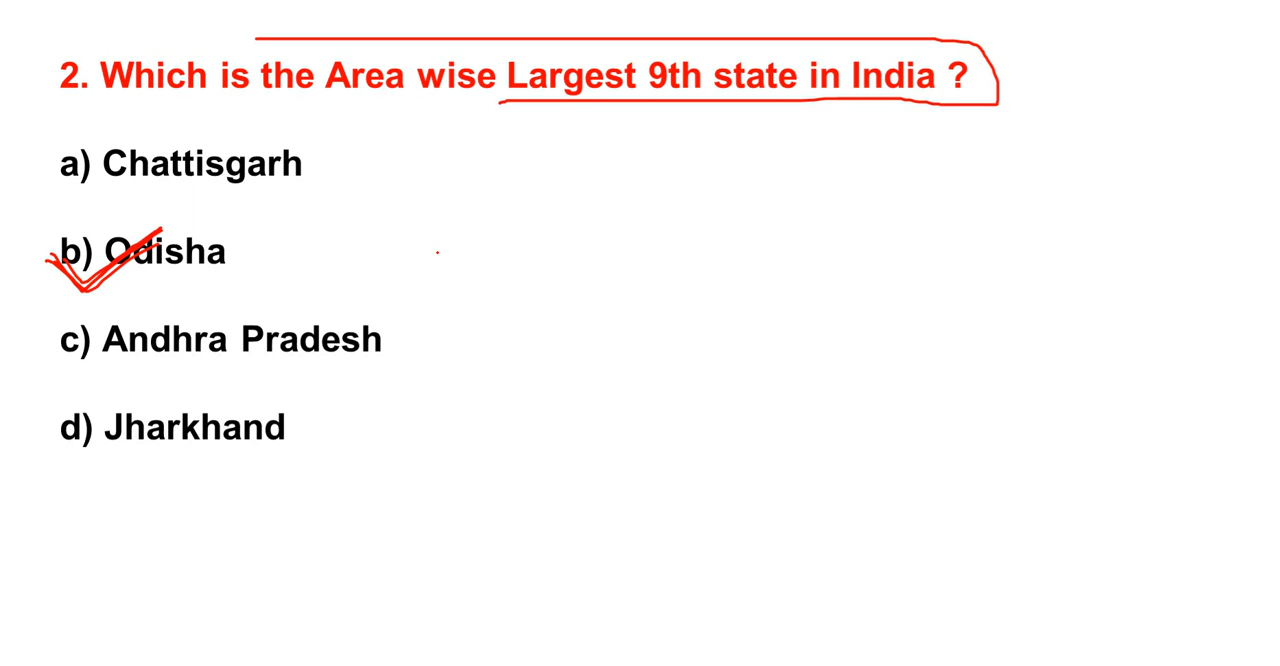 2. Which is the Area wise Largest 9th state in India ?
a) Chattisgarh
b) Odisha
c) Andhra Pradesh
d) Jharkhand